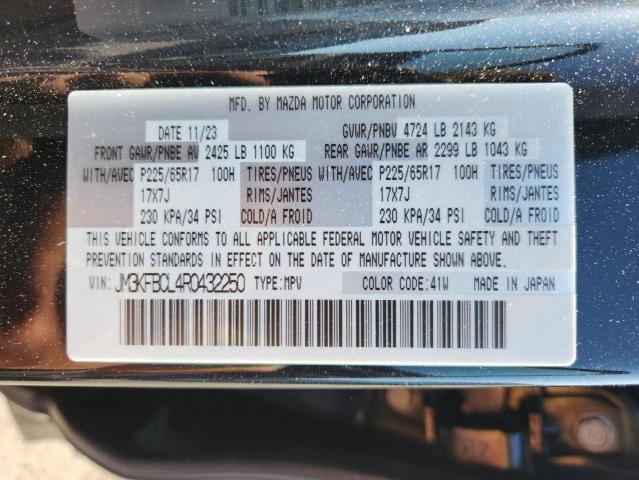 MFD. BY MAZDA MOTOR CORPORATION
DATE 11/23 GVWR/PNBV 4724 LB 2143 KG
FRONT GAWR/PNBE AV 2425 LB 1100 KG REAR GAWR/PNBE AR 2299 LB 1043 KG
WITH/AVEC P225/65R17 100H TIRES/PNEUS WITH/AVEC P225/65R17 100H TIRES/PNEUS
17X7J RIMS/JANTES 17X7J RIMS/JANTES
230 KPA/34 PSI COLD/A FROID 230 KPA/34 PSI COLD/A FROID
THIS VEHICLE CONFORMS TO ALL APPLICABLE FEDERAL MOTOR VEHICLE SAFETY AND THEFT
PREVENTION STANDARDS IN EFFECT ON THE DATE OF MANUFACTURE SHOWN ABOVE.
VIN: JM3KFBCL4R0432250 TYPE:MPV COLOR CODE:41W MADE IN JAPAN